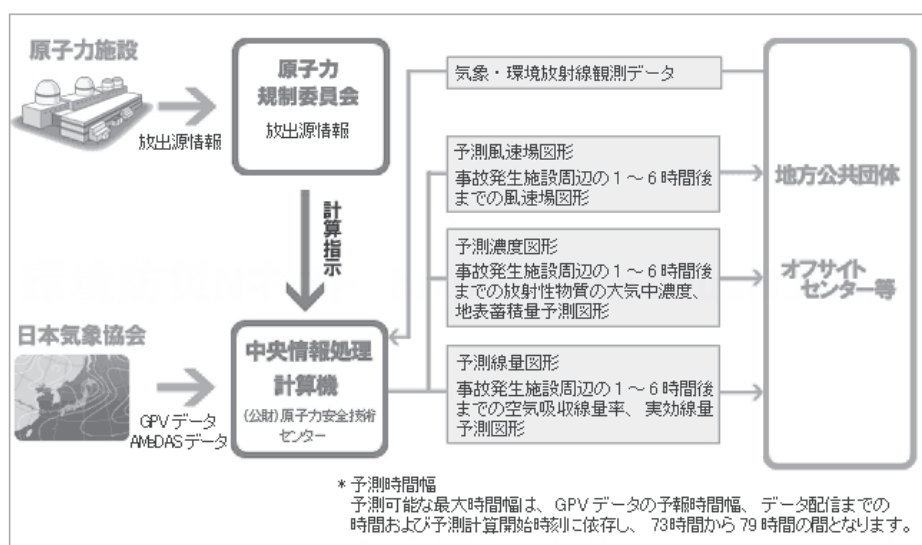 原子力施設
放出源情報
原子力
規制委員会
放出源情報
計算指示
日本気象協会
GPVデータ
AMeDASデータ
中央情報処理
計算機
(公財)原子力安全技術
センター
気象・環境放射線観測データ
予測風速場図形
事故発生施設周辺の1～6時間後
までの風速場図形
予測濃度図形
事故発生施設周辺の1～6時間後
までの放射性物質の大気中濃度、
地表蓄積量予測図形
予測線量図形
事故発生施設周辺の1～6時間後
までの空気吸収線量率、実効線量
予測図形
地方公共団体
オフサイト
センター等
*予測時間幅
予測可能な最大時間幅は、GPVデータの予報時間幅、データ配信までの
時間および予測計算開始時刻に依存し、73時間から79時間の間となります。